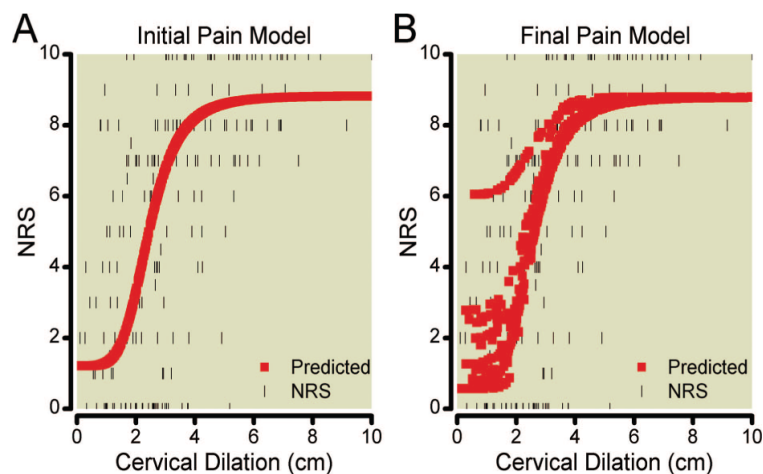 A
Initial Pain Model
10
8
6
4
2
0
NRS
Predicted
NRS
0 2 4 6 8 10
Cervical Dilation (cm)
B
Final Pain Model
10
8
6
4
2
0
NRS
Predicted
NRS
0 2 4 6 8 10
Cervical Dilation (cm)